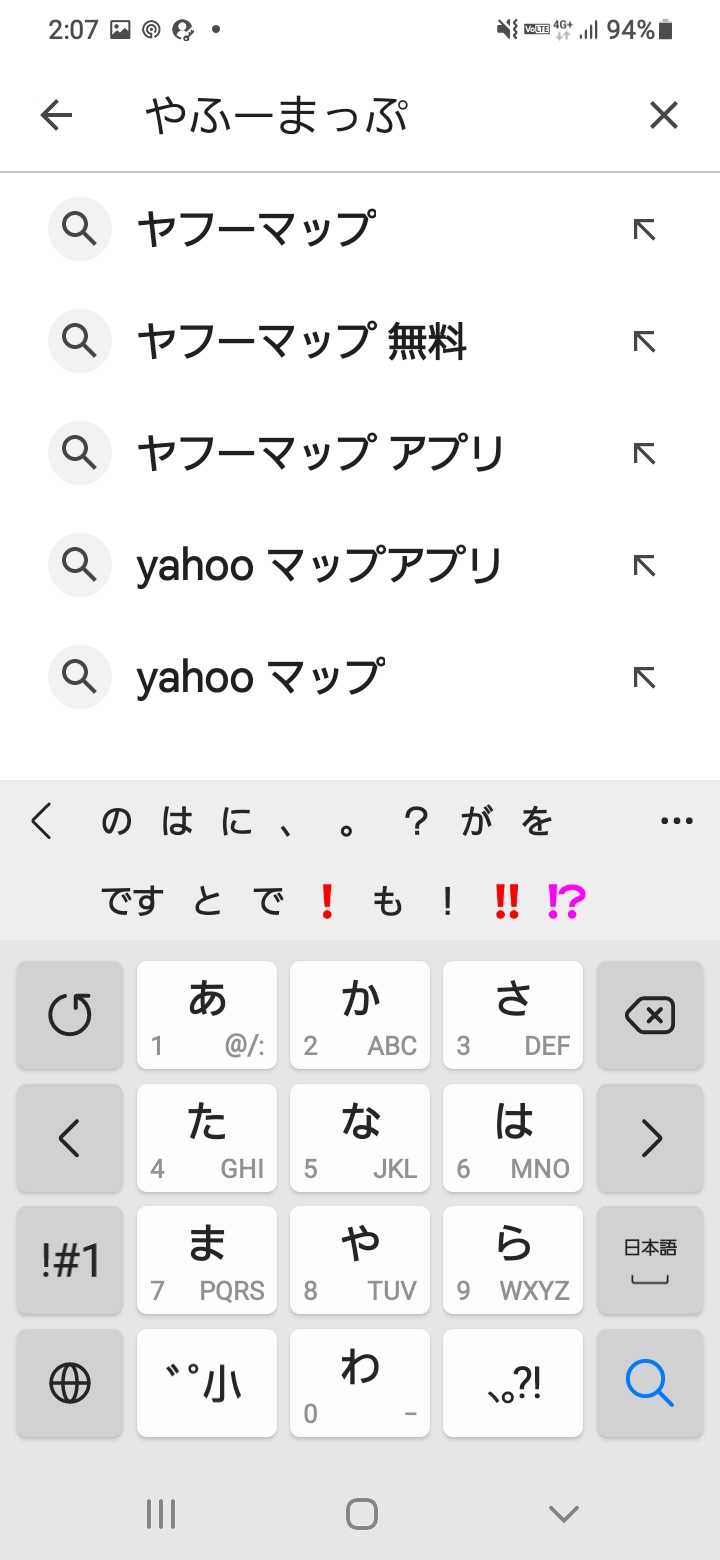 2:07 94%
VoLTE 4G+
やふーまっぷ
ヤフーマップ
ヤフーマップ 無料
ヤフーマップ アプリ
yahoo マップアプリ
yahoo マップ
の は に 、 。 ? が を
です と で ! も ! !! !?
あ か さ
1 @/: 2 ABC 3 DEF
た な は
4 GHI 5 JKL 6 MNO
!#1 ま や ら 日本語
7 PQRS 8 TUV 9 WXYZ
゛゜小 わ 、。?!
0 −